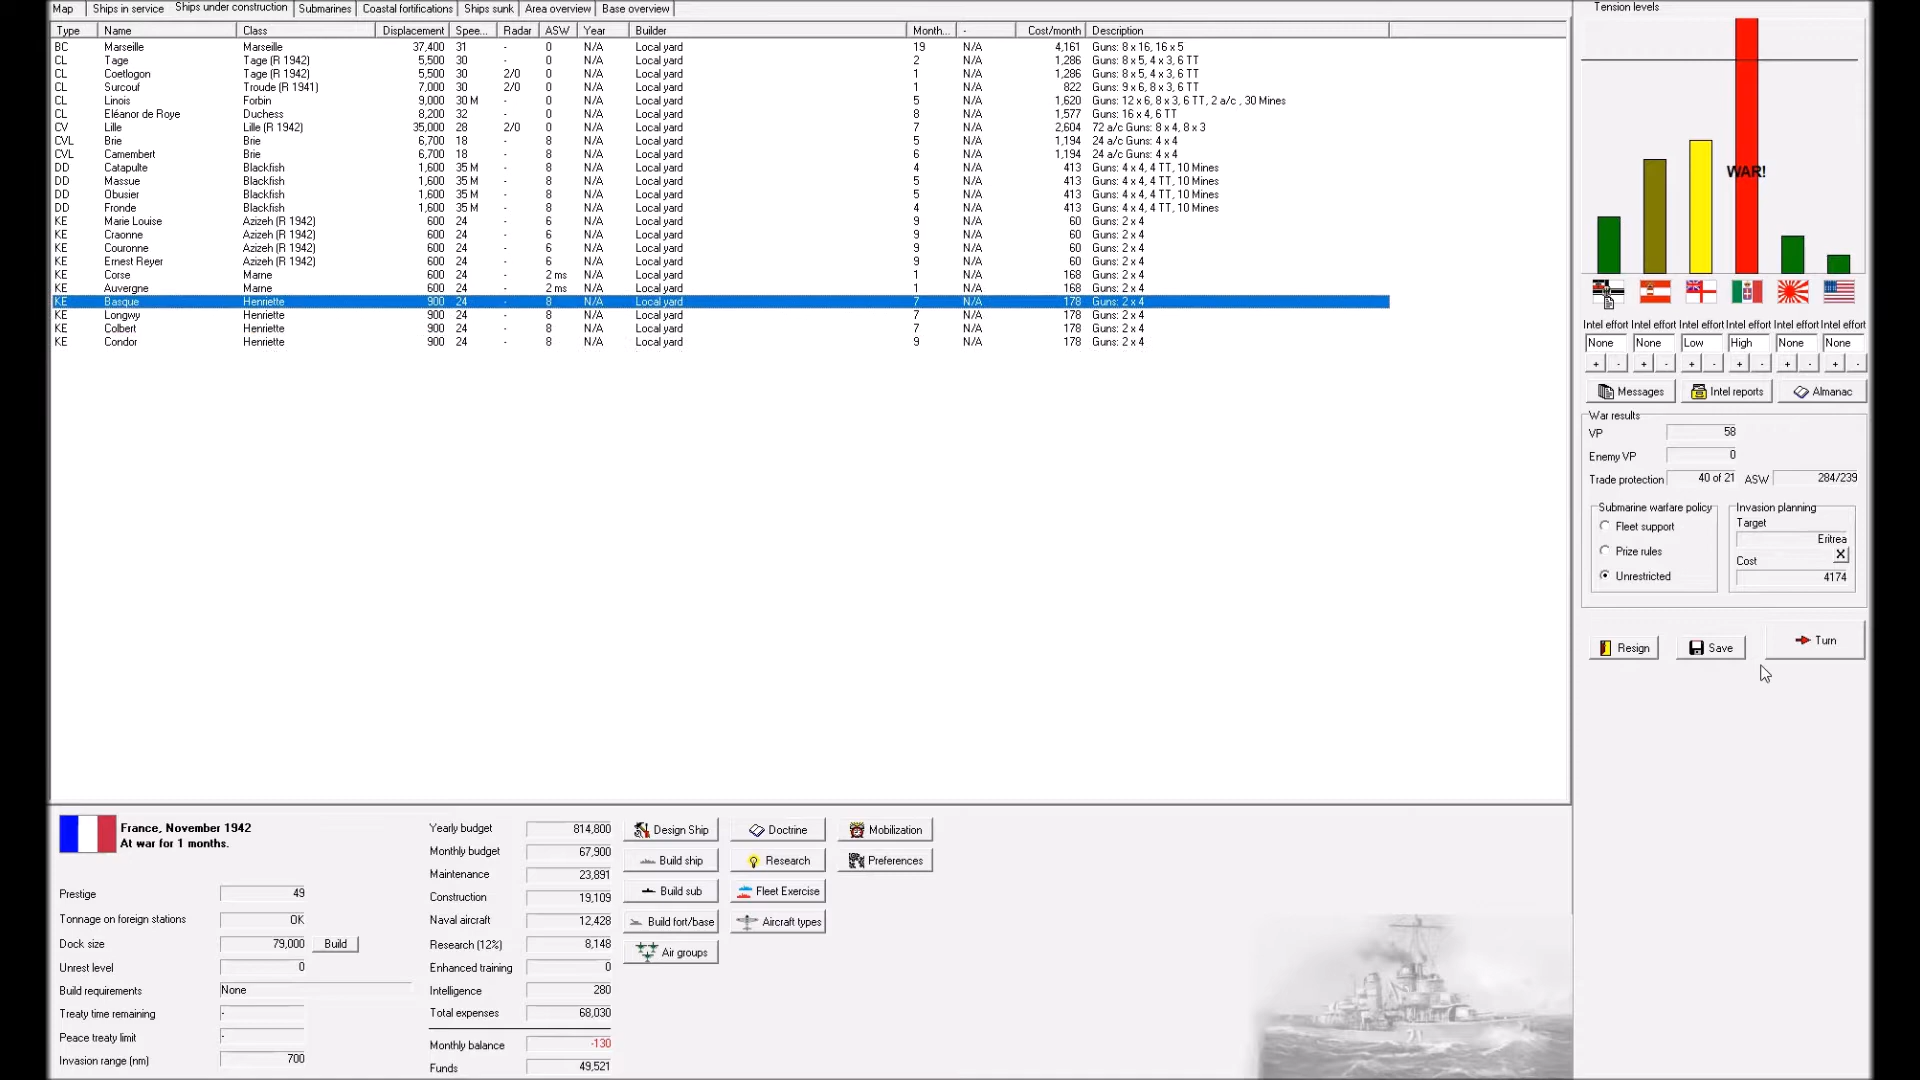 Map Ships in service Ships under construction Submarines Coastal fortifications Ships sunk Area overview Base overview
Type Name Class Displacement Spee... Radar ASW Year Builder Month... - Cost/month Description
BC Marseille Marseille 37,400 31 - 0 N/A Local yard 19 N/A 4,161 Guns: 8 x 16, 16 x 5
CL Tage Tage (R 1942) 5,500 30 - 0 N/A Local yard 2 N/A 1,286 Guns: 8 x 5, 4 x 3, 6 TT
CL Coetlogon Tage (R 1942) 5,500 30 2/0 0 N/A Local yard 1 N/A 1,286 Guns: 8 x 5, 4 x 3, 6 TT
CL Surcouf Troude (R 1941) 7,000 30 2/0 0 N/A Local yard 1 N/A 822 Guns: 9 x 6, 8 x 3, 6 TT
CL Linois Forbin 9,000 30 M - 0 N/A Local yard 5 N/A 1,620 Guns: 12 x 6, 8 x 3, 6 TT, 2 a/c , 30 Mines
CL Eléanor de Roye Duchess 8,200 32 - 0 N/A Local yard 8 N/A 1,577 Guns: 16 x 4, 6 TT
CV Lille Lille (R 1942) 35,000 28 2/0 0 N/A Local yard 7 N/A 2,604 72 a/c Guns: 8 x 4, 8 x 3
CVL Brie Brie 6,700 18 - 8 N/A Local yard 5 N/A 1,194 24 a/c Guns: 4 x 4
CVL Camembert Brie 6,700 18 - 8 N/A Local yard 6 N/A 1,194 24 a/c Guns: 4 x 4
DD Catapulte Blackfish 1,600 35 M - 8 N/A Local yard 4 N/A 413 Guns: 4 x 4, 4 TT, 10 Mines
DD Massue Blackfish 1,600 35 M - 8 N/A Local yard 5 N/A 413 Guns: 4 x 4, 4 TT, 10 Mines
DD Obusier Blackfish 1,600 35 M - 8 N/A Local yard 5 N/A 413 Guns: 4 x 4, 4 TT, 10 Mines
DD Fronde Blackfish 1,600 35 M - 8 N/A Local yard 4 N/A 413 Guns: 4 x 4, 4 TT, 10 Mines
KE Marie Louise Azizeh (R 1942) 600 24 - 6 N/A Local yard 9 N/A 60 Guns: 2 x 4
KE Craonne Azizeh (R 1942) 600 24 - 6 N/A Local yard 9 N/A 60 Guns: 2 x 4
KE Couronne Azizeh (R 1942) 600 24 - 6 N/A Local yard 9 N/A 60 Guns: 2 x 4
KE Ernest Reyer Azizeh (R 1942) 600 24 - 6 N/A Local yard 9 N/A 60 Guns: 2 x 4
KE Corse Marne 600 24 - 2 ms N/A Local yard 1 N/A 168 Guns: 2 x 4
KE Auvergne Marne 600 24 - 2 ms N/A Local yard 1 N/A 168 Guns: 2 x 4
KE Basque Henriette 900 24 - 8 N/A Local yard 7 N/A 178 Guns: 2 x 4
KE Longwy Henriette 900 24 - 8 N/A Local yard 7 N/A 178 Guns: 2 x 4
KE Colbert Henriette 900 24 - 8 N/A Local yard 7 N/A 178 Guns: 2 x 4
KE Condor Henriette 900 24 - 8 N/A Local yard 9 N/A 178 Guns: 2 x 4
Tension levels
WAR!
Intel effort Intel effort Intel effort Intel effort Intel effort Intel effort
None None Low High None None
+ - + - + - + - + - + -
Messages Intel reports Almanac
War results
VP 58
Enemy VP 0
Trade protection 40 of 21 ASW 284/239
Submarine warfare policy
Fleet support
Prize rules
Unrestricted
Invasion planning
Target
Eritrea
Cost X
4174
Resign Save Turn
France, November 1942
At war for 1 months.
Prestige 49
Tonnage on foreign stations OK
Dock size 79,000 Build
Unrest level 0
Build requirements None
Treaty time remaining -
Peace treaty limit -
Invasion range (nm) 700
Yearly budget 814,800
Monthly budget 67,900
Maintenance 23,891
Construction 19,109
Naval aircraft 12,428
Research (12%) 8,148
Enhanced training 0
Intelligence 280
Total expenses 68,030
Monthly balance -130
Funds 49,521
Design Ship Doctrine Mobilization
Build ship Research Preferences
Build sub Fleet Exercise
Build fort/base Aircraft types
Air groups